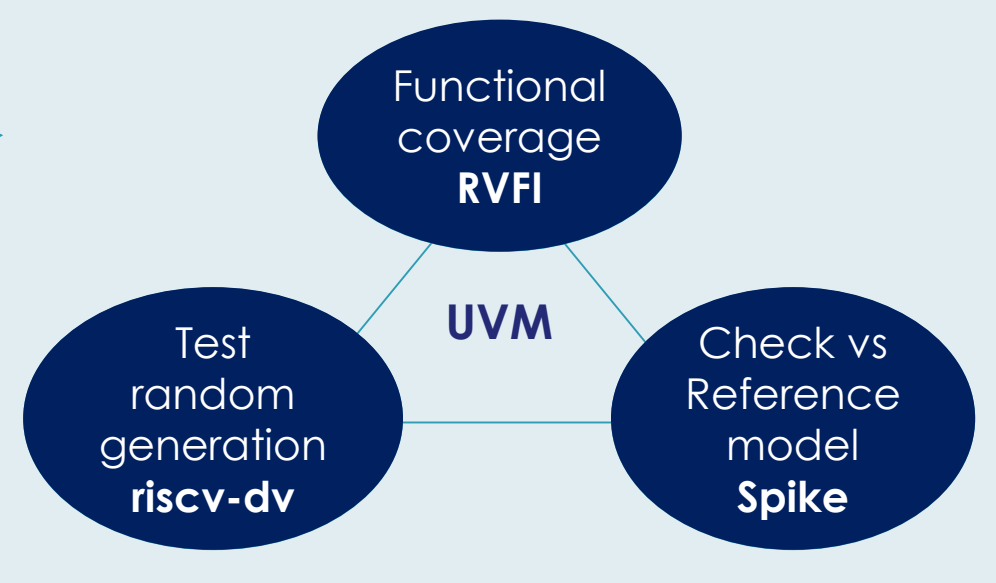 Functional
coverage
RVFI
UVM
Test
random
generation
riscv-dv
Check vs
Reference
model
Spike